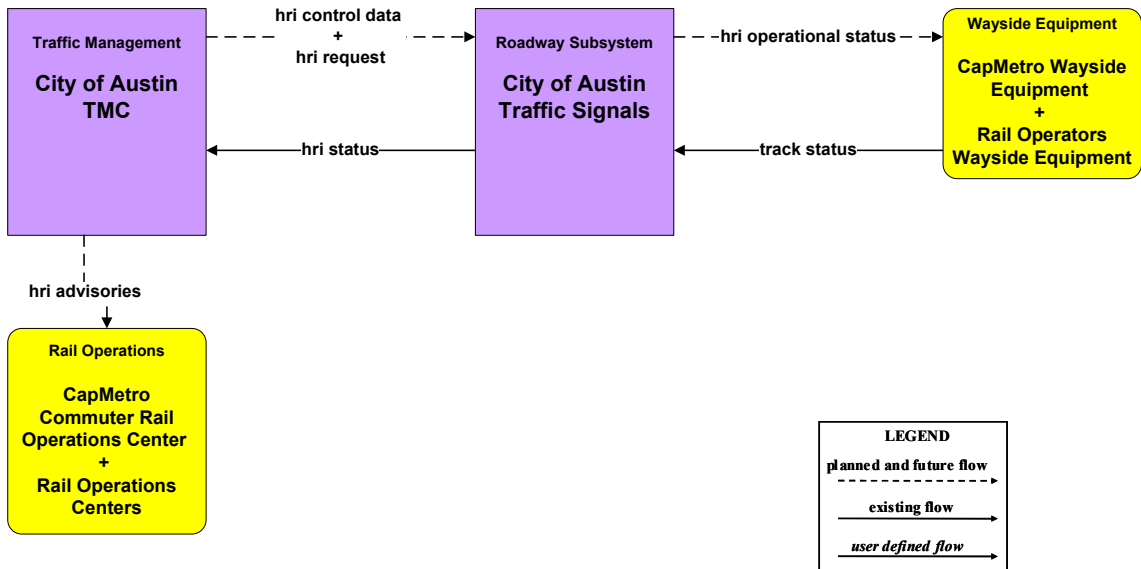 Traffic Management
City of Austin
TMC
hri control data
+
hri request
hri status
Roadway Subsystem
City of Austin
Traffic Signals
hri operational status
track status
Wayside Equipment
CapMetro Wayside
Equipment
+
Rail Operators
Wayside Equipment
hri advisories
Rail Operations
CapMetro
Commuter Rail
Operations Center
+
Rail Operations
Centers
LEGEND
planned and future flow
existing flow
user defined flow